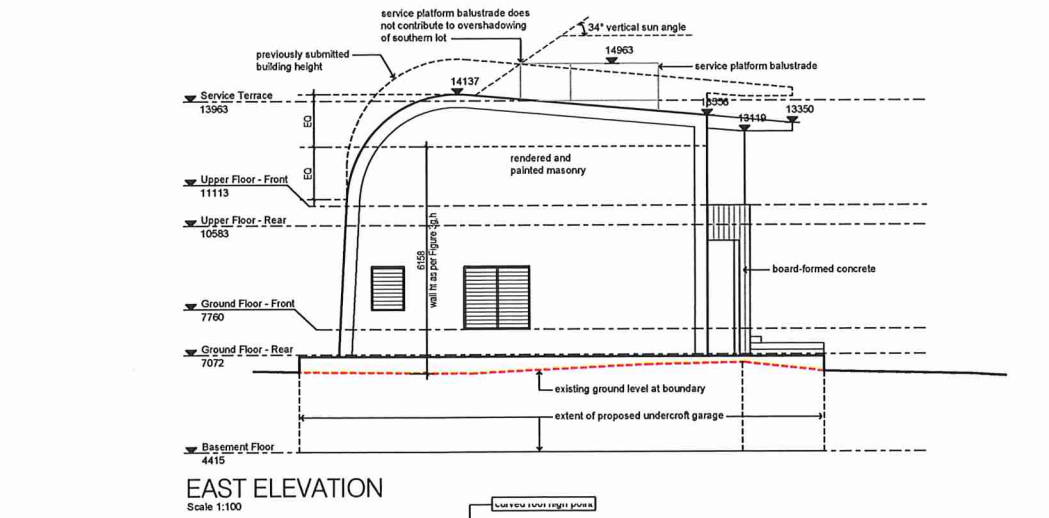 service platform balustrade does
not contribute to overshadowing
of southern lot
34° vertical sun angle
previously submitted
building height
14963
service platform balustrade
14137
Service Terrace
13963
13350
13119
EQ
EQ
rendered and
painted masonry
Upper Floor - Front
11113
Upper Floor - Rear
10583
6158
wall ht as per Figure 3g,h
board-formed concrete
Ground Floor - Front
7760
Ground Floor - Rear
7072
existing ground level at boundary
extent of proposed undercroft garage
Basement Floor
4415
EAST ELEVATION
Scale 1:100
curved roof high point